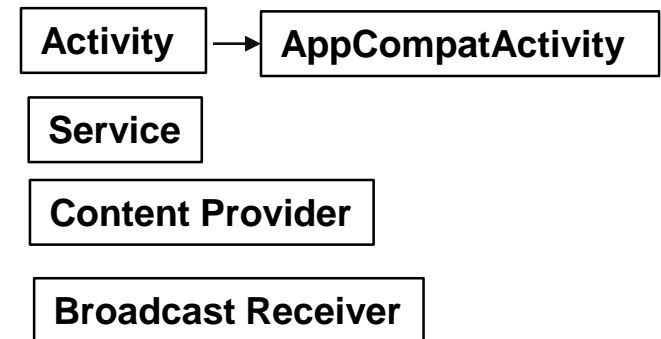 Activity AppCompatActivity
Service
Content Provider
Broadcast Receiver